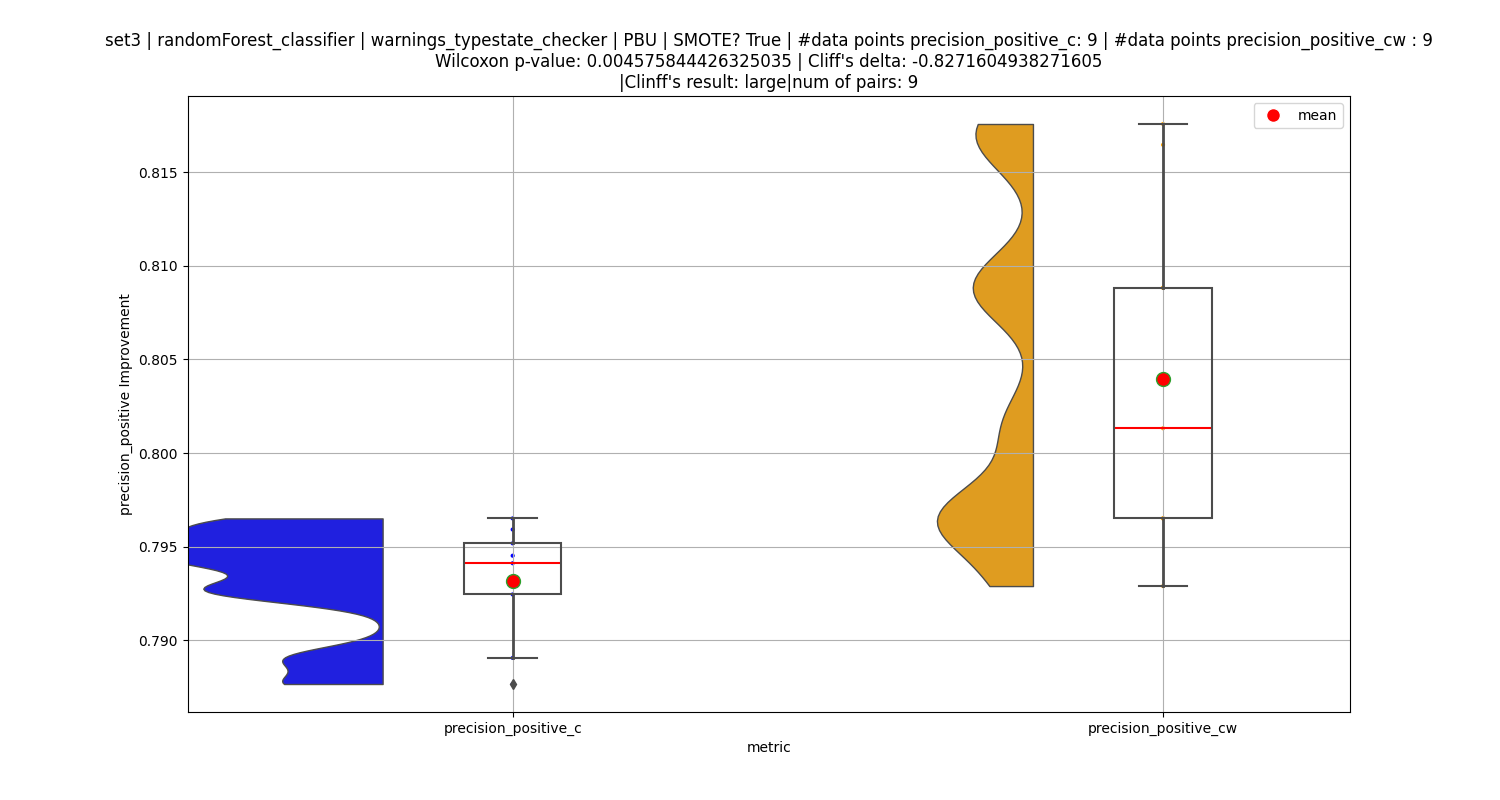 set3 | randomForest_classifier | warnings_typestate_checker | PBU | SMOTE? True | #data points precision_positive_c: 9 | #data points precision_positive_cw : 9
Wilcoxon p-value: 0.004575844426325035 | Cliff's delta: -0.8271604938271605
|Clinff's result: large|num of pairs: 9
mean
0.815
0.810
0.805
0.800
0.795
0.790
precision_positive Improvement
precision_positive_c
precision_positive_cw
metric